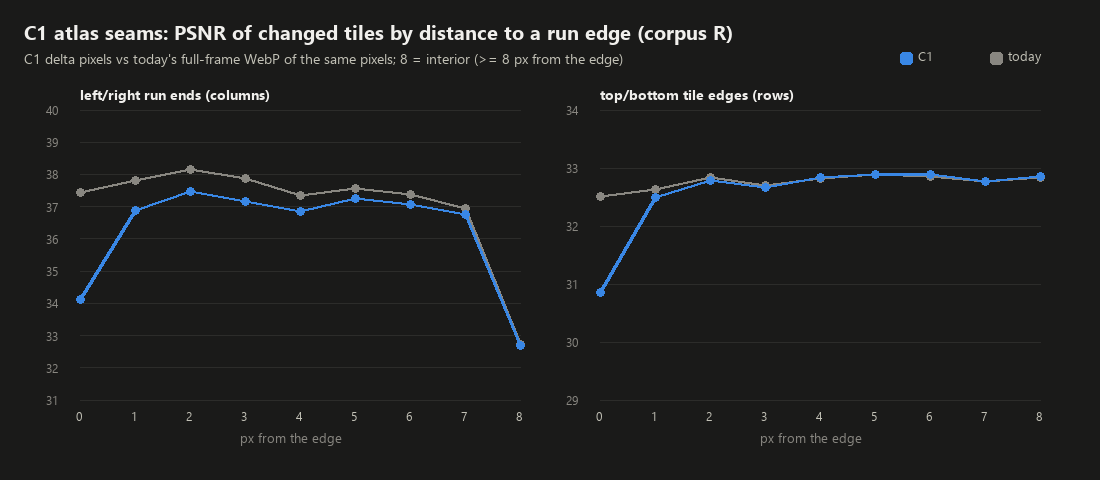 C1 atlas seams: PSNR of changed tiles by distance to a run edge (corpus R)
C1 delta pixels vs today's full-frame WebP of the same pixels; 8 = interior (>= 8 px from the edge)
C1
today
left/right run ends (columns)
40
39
38
37
36
35
34
33
32
31
0 1 2 3 4 5 6 7 8
px from the edge
top/bottom tile edges (rows)
34
33
32
31
30
29
0 1 2 3 4 5 6 7 8
px from the edge